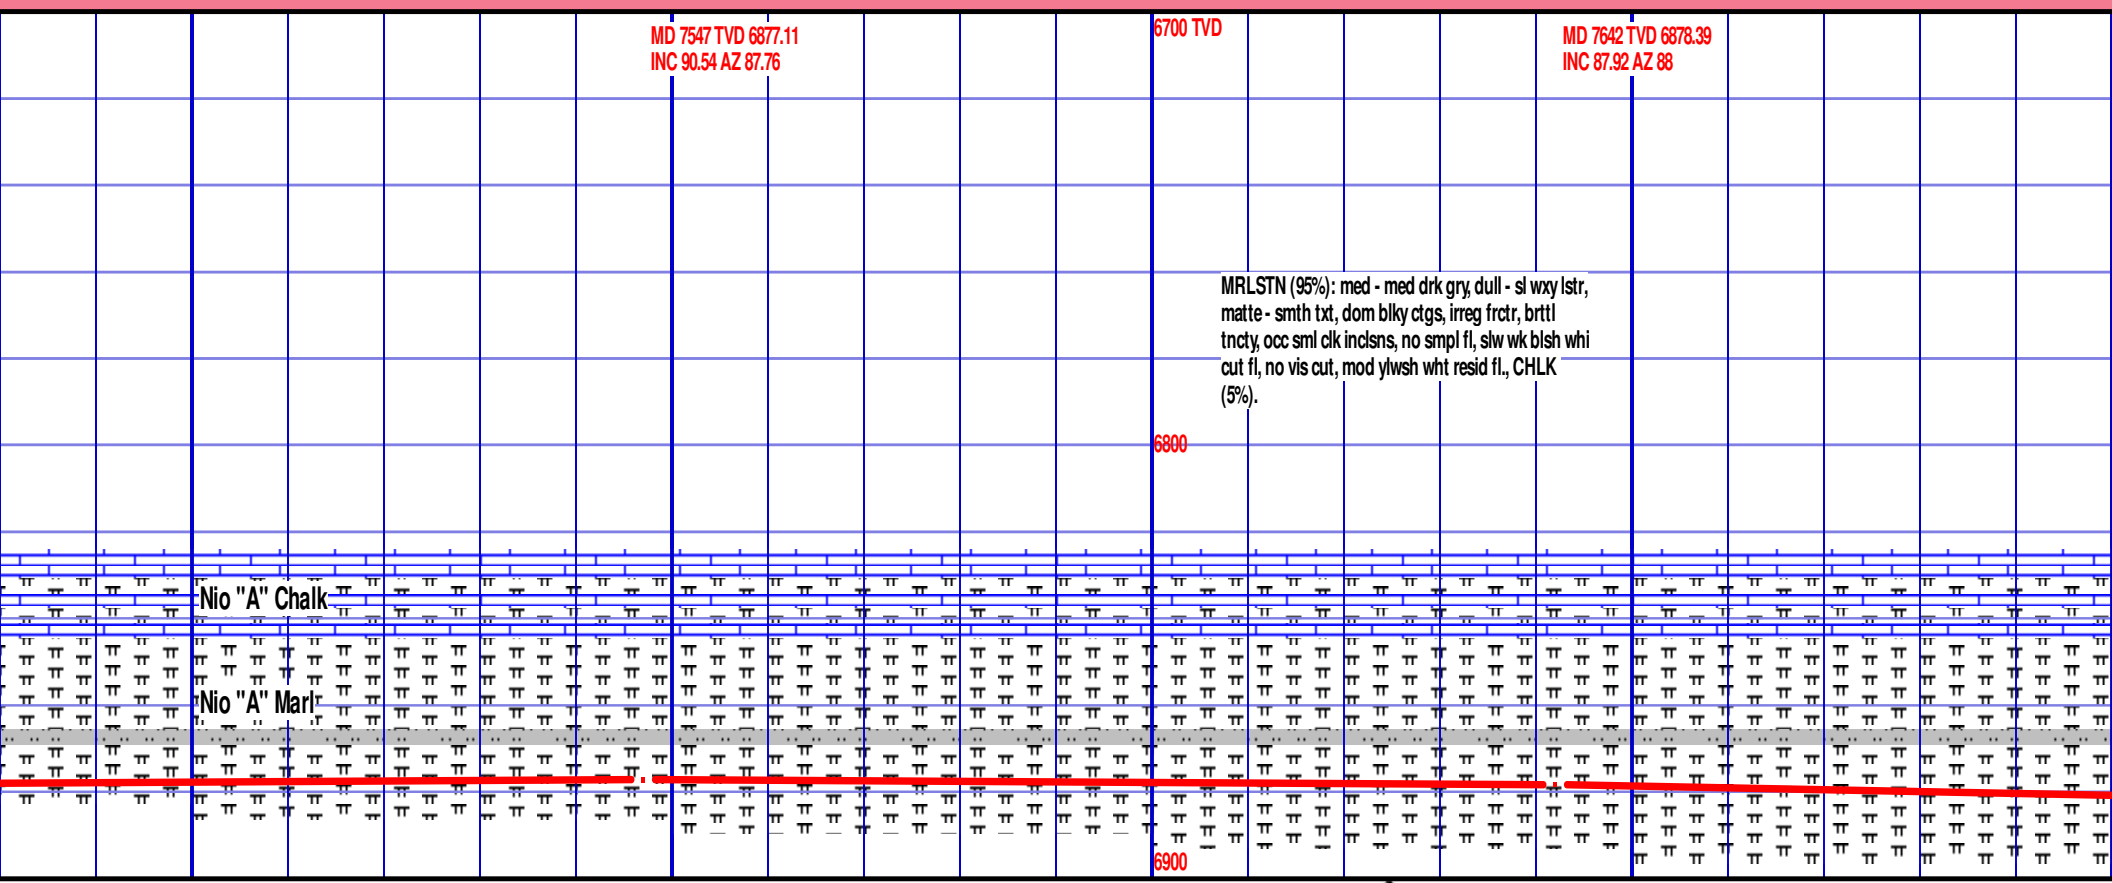 MD 7547 TVD 6877.11
INC 90.54 AZ 87.76
6700 TVD
MD 7642 TVD 6878.39
INC 87.92 AZ 88
MRLSTN (95%): med - med drk gry, dull - sl wxy lstr,
matte - smth txt, dom blky ctgs, irreg frctr, brttl
tncty, occ sml clk inclsns, no smpl fl, slw wk blsh whi
cut fl, no vis cut, mod ylwsh wht resid fl., CHLK
(5%).
6800
Nio "A" Chalk
Nio "A" Marl
6900